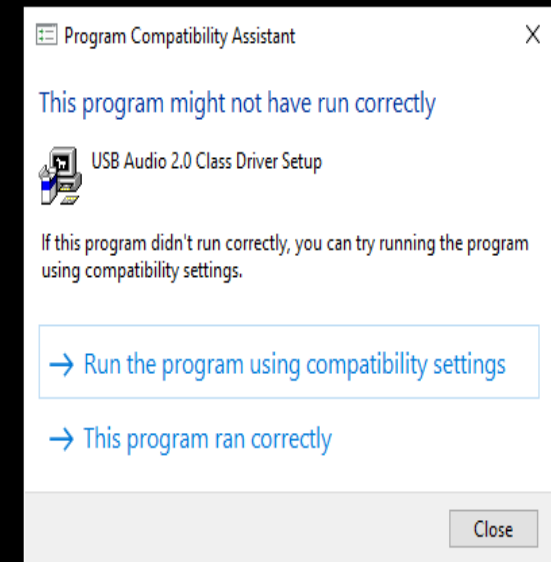 Program Compatibility Assistant
This program might not have run correctly
USB Audio 2.0 Class Driver Setup
If this program didn't run correctly, you can try running the program
using compatibility settings.
Run the program using compatibility settings
This program ran correctly
Close